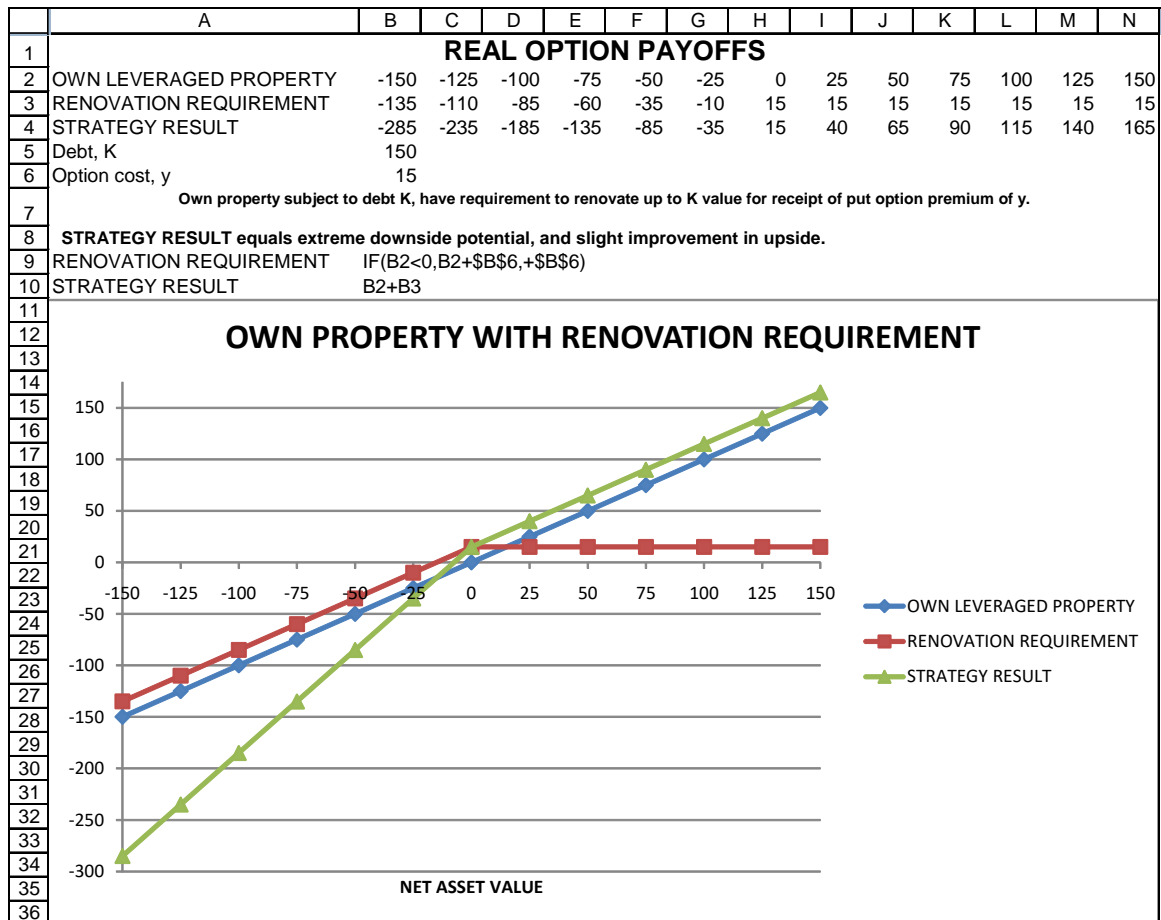 A B C D E F G H I J K L M N
1 REAL OPTION PAYOFFS
2 OWN LEVERAGED PROPERTY -150 -125 -100 -75 -50 -25 0 25 50 75 100 125 150
3 RENOVATION REQUIREMENT -135 -110 -85 -60 -35 -10 15 15 15 15 15 15 15
4 STRATEGY RESULT -285 -235 -185 -135 -85 -35 15 40 65 90 115 140 165
5 Debt, K 150
6 Option cost, y 15
7 Own property subject to debt K, have requirement to renovate up to K value for receipt of put option premium of y.
8 STRATEGY RESULT equals extreme downside potential, and slight improvement in upside.
9 RENOVATION REQUIREMENT IF(B2<0,B2+$B$6,+$B$6)
10 STRATEGY RESULT B2+B3
11
12 OWN PROPERTY WITH RENOVATION REQUIREMENT
13
14
15 150
16
17 100
18
19 50
20
21 0
22
-150 -125 -100 -75 -50 -25 0 25 50 75 100 125 150
23 OWN LEVERAGED PROPERTY
24 -50
25 RENOVATION REQUIREMENT
26 -100
27 STRATEGY RESULT
28 -150
29
30 -200
31
32 -250
33
34 -300
35 NET ASSET VALUE
36